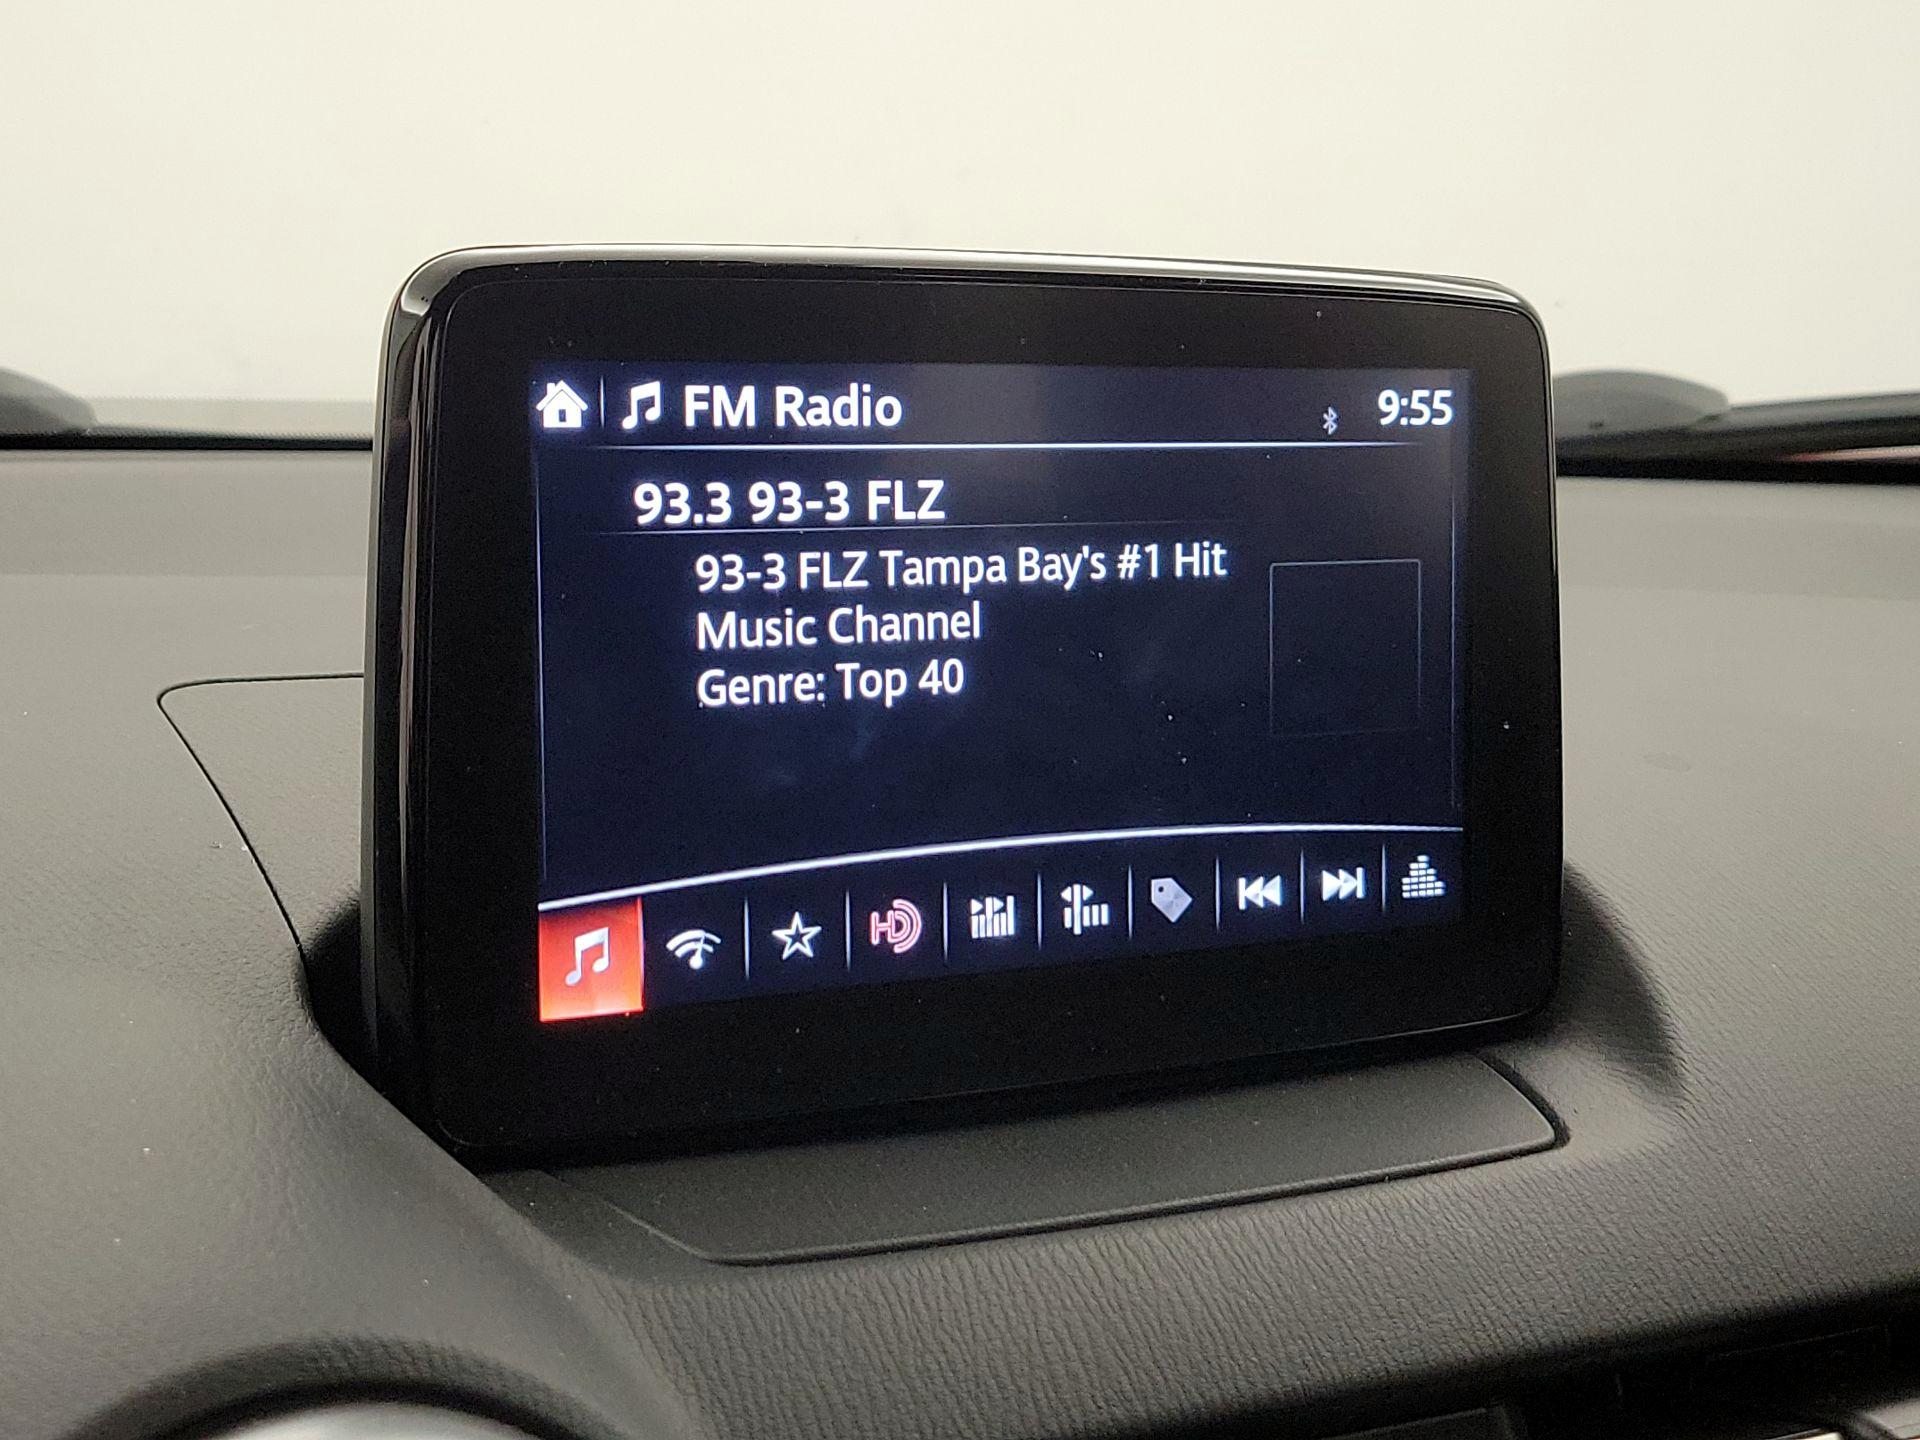 FM Radio 9:55
93.3 93-3 FLZ
93-3 FLZ Tampa Bay's #1 Hit
Music Channel
Genre: Top 40
HD